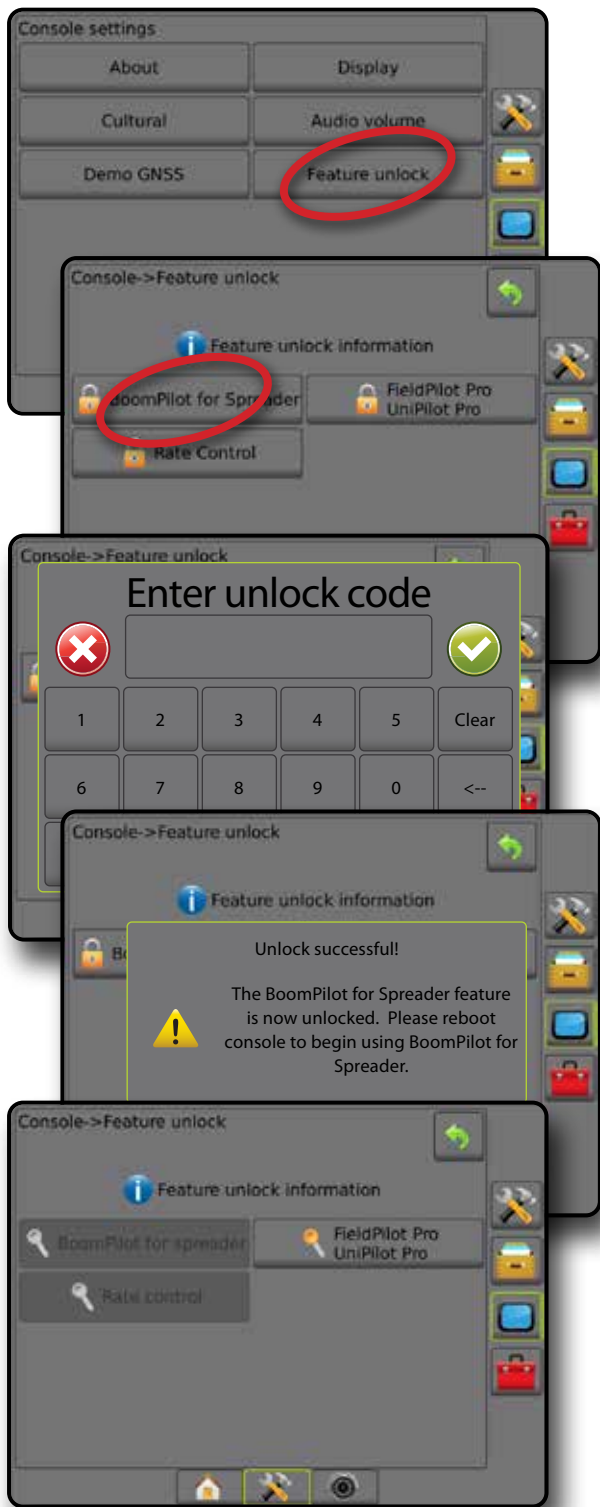 Console settings
About
Display
Cultural
Audio volume
Demo GNSS
Feature unlock
Console->Feature unlock
Feature unlock information
BoomPilot for Spreader
FieldPilot Pro
UniPilot Pro
Rate Control
Console->Feature unlock
Enter unlock code
1 2 3 4 5 Clear
6 7 8 9 0 <--
Console->Feature unlock
Feature unlock information
Unlock successful!
The BoomPilot for Spreader feature
is now unlocked. Please reboot
console to begin using BoomPilot for
Spreader.
Console->Feature unlock
Feature unlock information
BoomPilot for spreader
FieldPilot Pro
UniPilot Pro
Rate control